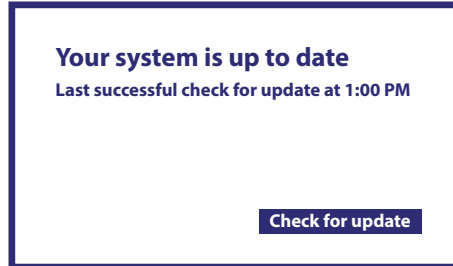 Your system is up to date
Last successful check for update at 1:00 PM
Check for update